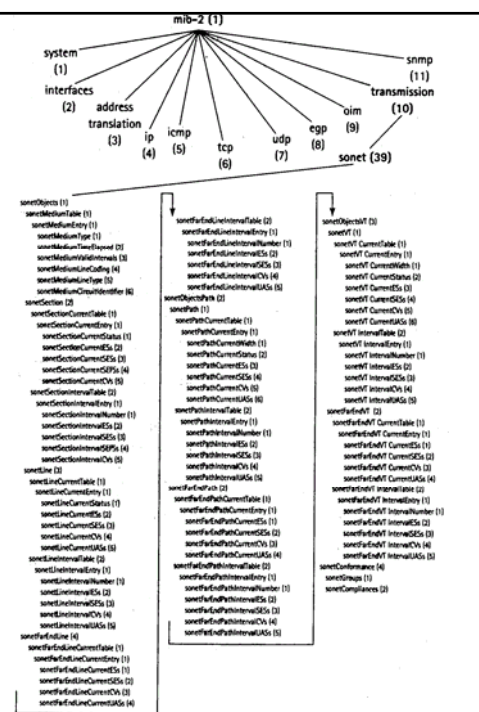 mib-2 (1)
system
(1)
interfaces
(2)
address
translation
(3)
ip
(4)
icmp
(5)
tcp
(6)
udp
(7)
egp
(8)
oim
(9)
transmission
(10)
snmp
(11)
sonet (39)
sonetObjects (1)
sonetMediumTable (1)
sonetMediumEntry (1)
sonetMediumType (1)
sonetMediumTimeElapsed (2)
sonetMediumValidIntervals (3)
sonetMediumLineCoding (4)
sonetMediumLineType (5)
sonetMediumCircuitIdentifier (6)
sonetSection (2)
sonetSectionCurrentTable (1)
sonetSectionCurrentEntry (1)
sonetSectionCurrentStatus (1)
sonetSectionCurrentESs (2)
sonetSectionCurrentSESs (3)
sonetSectionCurrentSEFSs (4)
sonetSectionCurrentCVs (5)
sonetSectionIntervalTable (2)
sonetSectionIntervalEntry (1)
sonetSectionIntervalNumber (1)
sonetSectionIntervalESs (2)
sonetSectionIntervalSESs (3)
sonetSectionIntervalSEFSs (4)
sonetSectionIntervalCVs (5)
sonetLine (3)
sonetLineCurrentTable (1)
sonetLineCurrentEntry (1)
sonetLineCurrentStatus (1)
sonetLineCurrentESs (2)
sonetLineCurrentSESs (3)
sonetLineCurrentCVs (4)
sonetLineCurrentUASs (5)
sonetLineIntervalTable (2)
sonetLineIntervalEntry (1)
sonetLineIntervalNumber (1)
sonetLineIntervalESs (2)
sonetLineIntervalSESs (3)
sonetLineIntervalCVs (4)
sonetLineIntervalUASs (5)
sonetFarEndLine (4)
sonetFarEndLineCurrentTable (1)
sonetFarEndLineCurrentEntry (1)
sonetFarEndLineCurrentESs (1)
sonetFarEndLineCurrentSESs (2)
sonetFarEndLineCurrentCVs (3)
sonetFarEndLineCurrentUASs (4)
sonetFarEndLineIntervalTable (2)
sonetFarEndLineIntervalEntry (1)
sonetFarEndLineIntervalNumber (1)
sonetFarEndLineIntervalESs (2)
sonetFarEndLineIntervalSESs (3)
sonetFarEndLineIntervalCVs (4)
sonetFarEndLineIntervalUASs (5)
sonetObjectsPath (2)
sonetPath (1)
sonetPathCurrentTable (1)
sonetPathCurrentEntry (1)
sonetPathCurrentWidth (1)
sonetPathCurrentStatus (2)
sonetPathCurrentESs (3)
sonetPathCurrentSESs (4)
sonetPathCurrentCVs (5)
sonetPathCurrentUASs (6)
sonetPathIntervalTable (2)
sonetPathIntervalEntry (1)
sonetPathIntervalNumber (1)
sonetPathIntervalESs (2)
sonetPathIntervalSESs (3)
sonetPathIntervalCVs (4)
sonetPathIntervalUASs (5)
sonetFarEndPath (2)
sonetFarEndPathCurrentTable (1)
sonetFarEndPathCurrentEntry (1)
sonetFarEndPathCurrentESs (1)
sonetFarEndPathCurrentSESs (2)
sonetFarEndPathCurrentCVs (3)
sonetFarEndPathCurrentUASs (4)
sonetFarEndPathIntervalTable (2)
sonetFarEndPathIntervalEntry (1)
sonetFarEndPathIntervalNumber (1)
sonetFarEndPathIntervalESs (2)
sonetFarEndPathIntervalSESs (3)
sonetFarEndPathIntervalCVs (4)
sonetFarEndPathIntervalUASs (5)
sonetObjectsVT (3)
sonetVT (1)
sonetVT CurrentTable (1)
sonetVT CurrentEntry (1)
sonetVT CurrentWidth (1)
sonetVT CurrentStatus (2)
sonetVT CurrentESs (3)
sonetVT CurrentSESs (4)
sonetVT CurrentCVs (5)
sonetVT CurrentUASs (6)
sonetVT IntervalTable (2)
sonetVT IntervalEntry (1)
sonetVT IntervalNumber (1)
sonetVT IntervalESs (2)
sonetVT IntervalSESs (3)
sonetVT IntervalCVs (4)
sonetVT IntervalUASs (5)
sonetFarEndVT (2)
sonetFarEndVT CurrentTable (1)
sonetFarEndVT CurrentEntry (1)
sonetFarEndVT CurrentESs (1)
sonetFarEndVT CurrentSESs (2)
sonetFarEndVT CurrentCVs (3)
sonetFarEndVT CurrentUASs (4)
sonetFarEndVT IntervalTable (2)
sonetFarEndVT IntervalEntry (1)
sonetFarEndVT IntervalNumber (1)
sonetFarEndVT IntervalESs (2)
sonetFarEndVT IntervalSESs (3)
sonetFarEndVT IntervalCVs (4)
sonetFarEndVT IntervalUASs (5)
sonetConformance (4)
sonetGroups (1)
sonetCompliances (2)